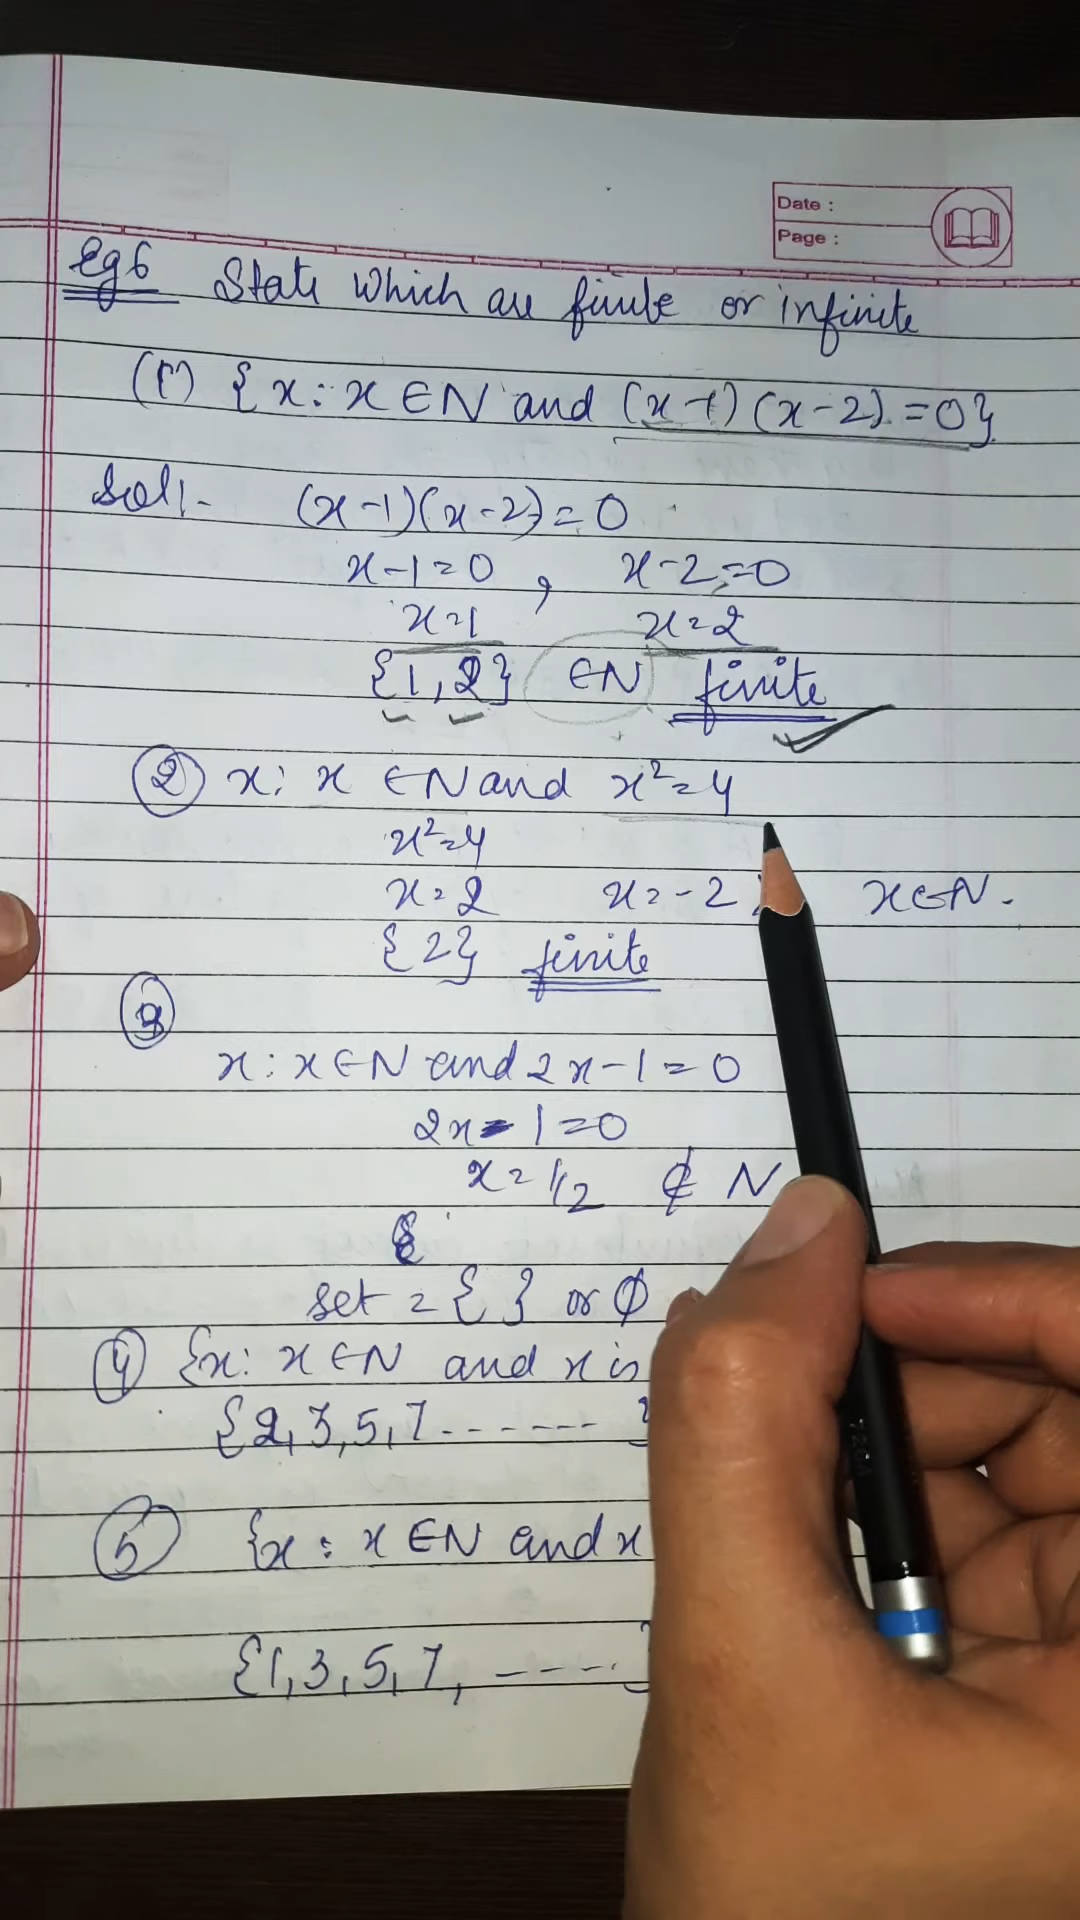 Date :
Page :
Eg 6 State which are finite or infinite
(1) { x : x ∈ N and (x-1) (x-2) = 0}
Sol:- (x-1)(x-2) = 0
x-1=0 , x-2=0
x=1 x=2
{1, 2} ∈N finite
② x: x ∈ N and x²=4
x²=4
x=2 x=-2 x∈N.
{2} finite
③
x : x ∈ N and 2x-1=0
2x-1=0
x=1/2 ∉ N
set = { } or ∅
④ {x: x ∈ N and x is
{2, 3, 5, 7.------ }
⑤ {x : x ∈N and x
{1, 3, 5, 7, -----